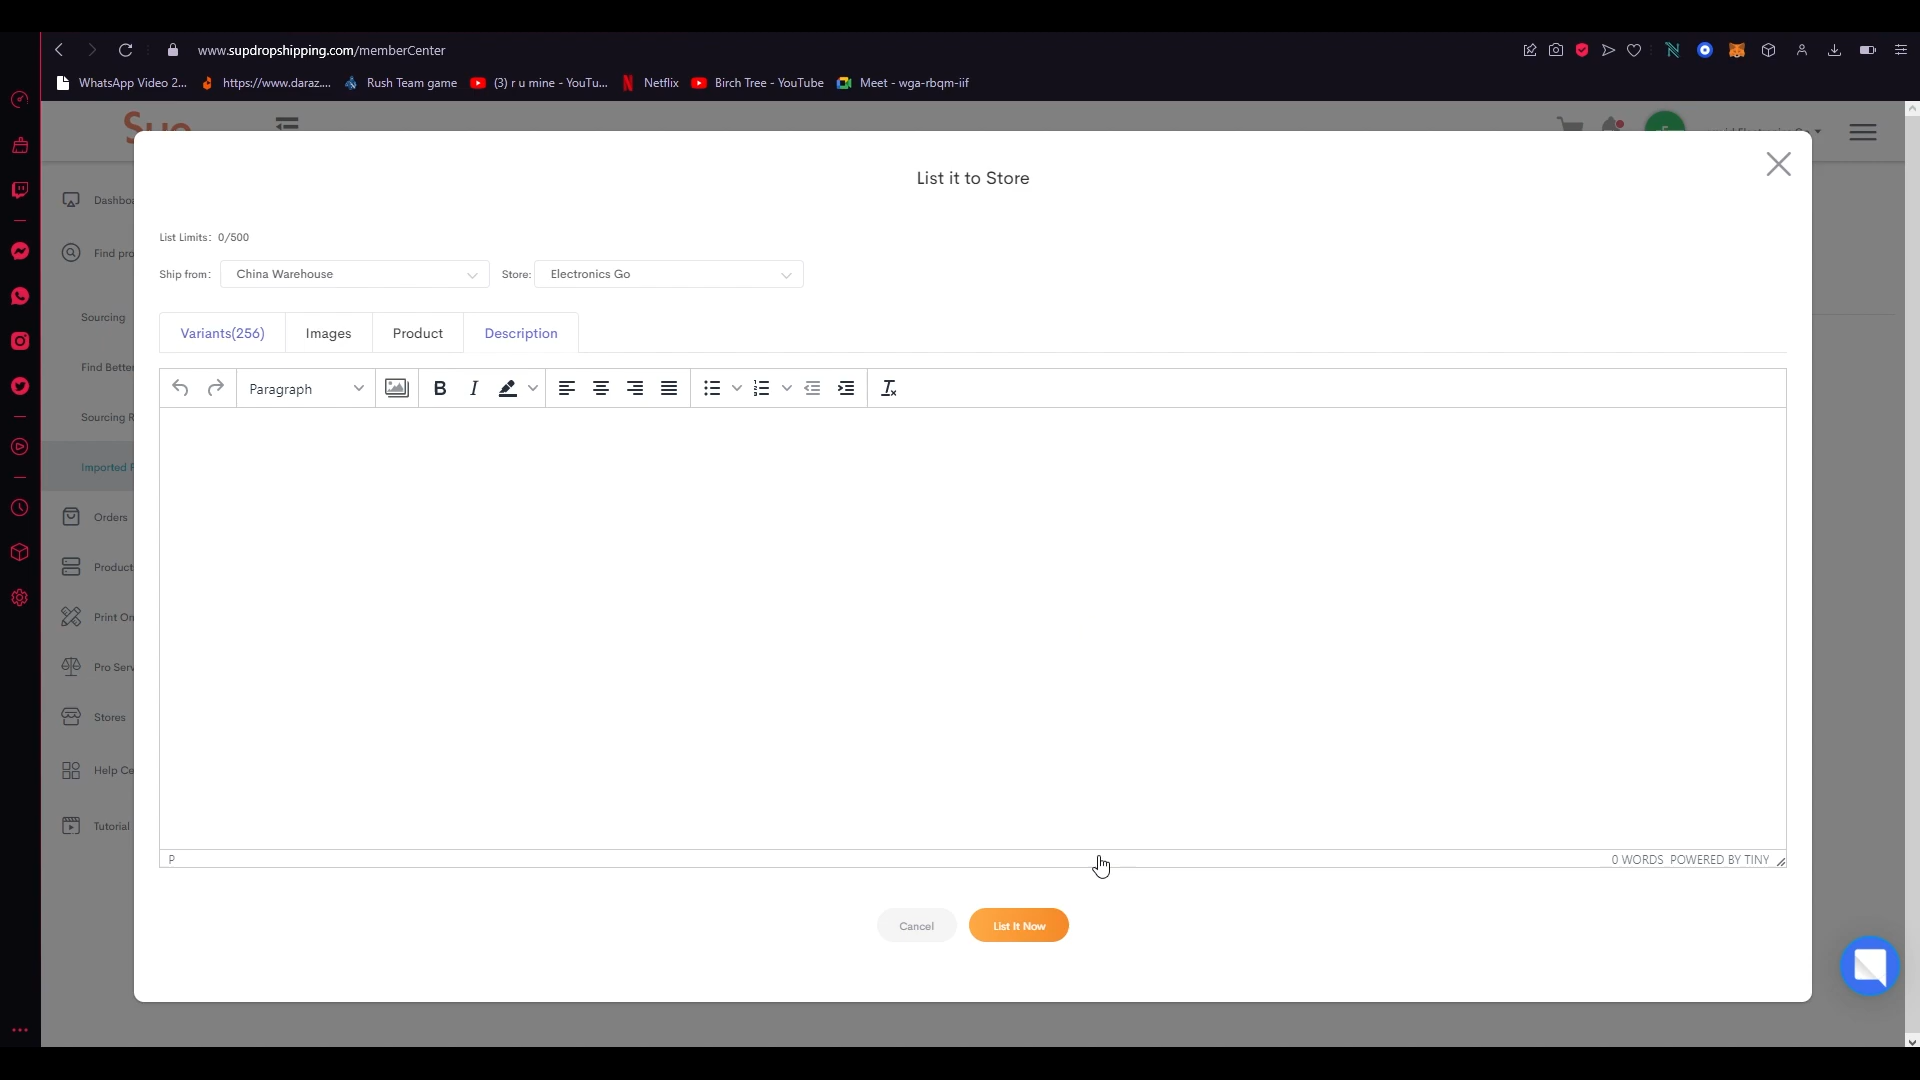 www.supdropshipping.com/memberCenter
WhatsApp Video 2...
https://www.daraz....
Rush Team game
(3) r u mine - YouTu...
Netflix
Birch Tree - YouTube
Meet - wga-rbqm-iif
List it to Store
List Limits: 0/500
Ship from: China Warehouse Store: Electronics Go
Variants(256) Images Product Description
Paragraph
P 0 WORDS POWERED BY TINY
Cancel List It Now
Dashboa
Find pro
Sourcing
Find Better
Sourcing R
Imported P
Orders
Product
Print On
Pro Serv
Stores
Help Ce
Tutorial